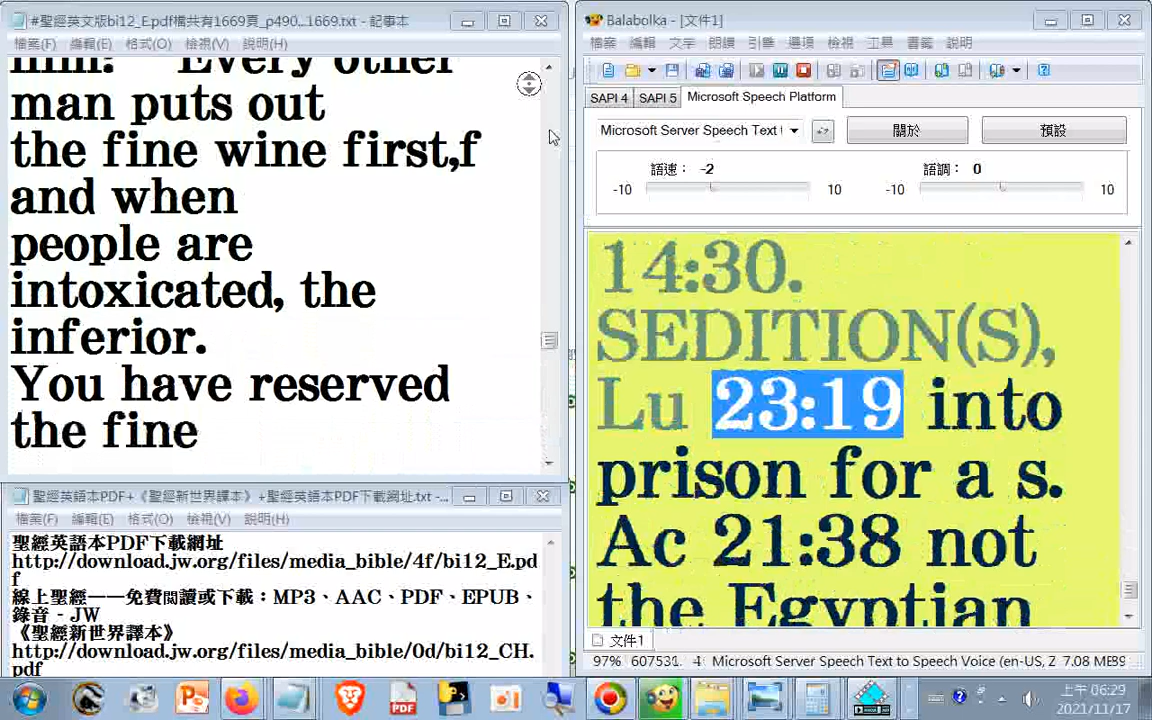 #聖經英文版bi12_E.pdf檔共有1669頁_p490,..1669.txt - 記事本
檔案(F) 編輯(E) 格式(O) 檢視(V) 說明(H)
him: "Every other
man puts out
the fine wine first,f
and when
people are
intoxicated, the
inferior.
You have reserved
the fine
聖經英語本PDF+《聖經新世界譯本》+聖經英語本PDF下載網址.txt -...
檔案(F) 編輯(E) 格式(O) 檢視(V) 說明(H)
聖經英語本PDF下載網址
http://download.jw.org/files/media_bible/4f/bi12_E.pd
f
線上聖經——免費閱讀或下載：MP3、AAC、PDF、EPUB、
錄音 - JW
《聖經新世界譯本》
http://download.jw.org/files/media_bible/0d/bi12_CH.
pdf
Balabolka - [文件1]
檔案 編輯 文字 朗讀 引擎 選項 檢視 工具 書籤 說明
SAPI 4 SAPI 5 Microsoft Speech Platform
Microsoft Server Speech Text 關於 預設
語速： -2 語調： 0
-10 10 -10 10
14:30.
SEDITION(S),
Lu 23:19 into
prison for a s.
Ac 21:38 not
the Egyptian
文件1
97% 607531. 4 Microsoft Server Speech Text to Speech Voice (en-US, Z 7.08 MB
上午 06:29
2021/11/17